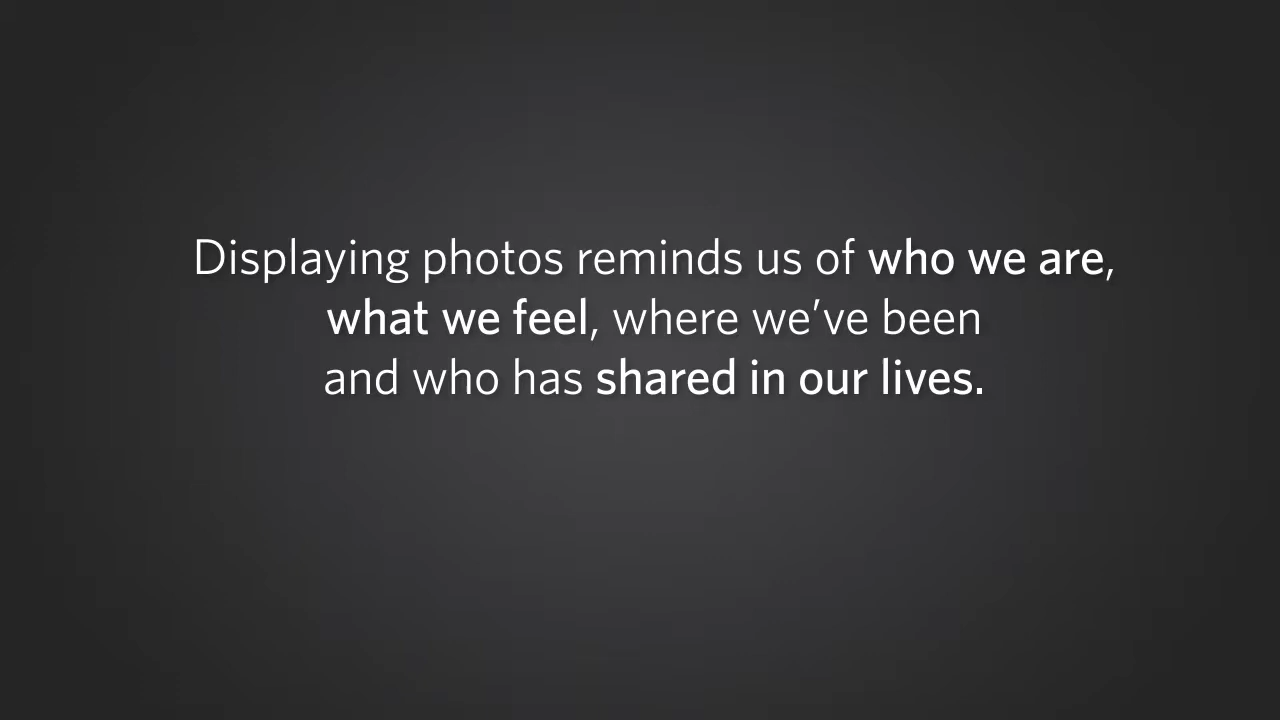 Displaying photos reminds us of who we are,
what we feel, where we’ve been
and who has shared in our lives.